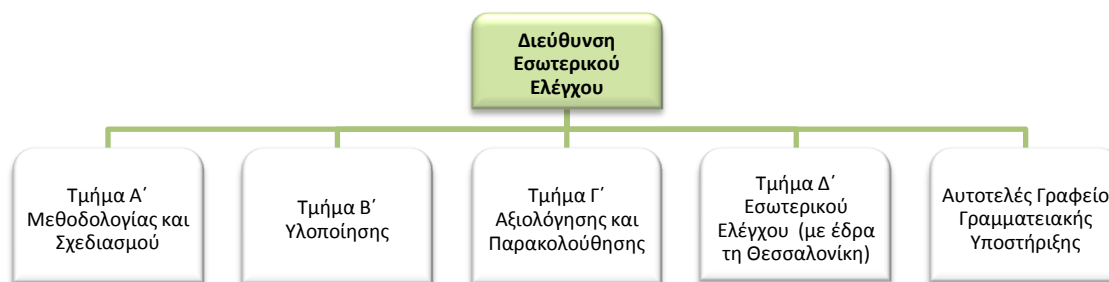 Διεύθυνση
Εσωτερικού
Ελέγχου
Τμήμα Α΄
Μεθοδολογίας και
Σχεδιασμού
Τμήμα Β΄
Υλοποίησης
Τμήμα Γ΄
Αξιολόγησης και
Παρακολούθησης
Τμήμα Δ΄
Εσωτερικού
Ελέγχου (με έδρα
τη Θεσσαλονίκη)
Αυτοτελές Γραφείο
Γραμματειακής
Υποστήριξης